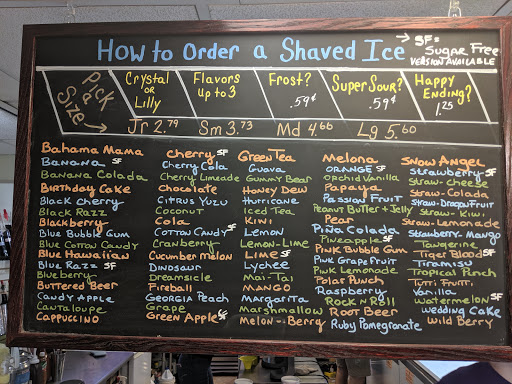 How to Order a Shaved Ice → SF= Sugar Free
VERSION AVAILABLE
Pick a Size →
Crystal or Lilly
Flavors Up to 3
Frost? .59¢
Super Sour? .59¢
Happy Ending? 1.25
Jr 2.79 Sm 3.73 Md 4.66 Lg 5.60
Bahama Mama
Banana SF
Banana Colada
Birthday Cake
Black Cherry
Black Razz
Blackberry
Blue Bubble Gum
Blue Cotton Candy
Blue Hawaiian
Blue Razz SF
Blueberry
Buttered Beer
Candy Apple
Cantaloupe
Cappuccino
Cherry SF
Cherry Cola
Cherry Limeade
Chocolate
Citrus Yuzu
Coconut
Cola
Cotton Candy SF
Cranberry
Cucumber Melon
Dinosaur
Dreamsicle
Fireball
Georgia Peach
Grape
Green Apple SF
Green Tea
Guava
Gummy Bear
Honey Dew
Hurricane
Iced Tea
Kiwi
Lemon
Lemon-Lime
Lime SF
Lychee
Mai-Tai
Mango
Margarita
Marshmallow
Melon-Berry
Melona
Orange SF
Orchid Vanilla
Papaya
Passion Fruit
Peanut Butter + Jelly
Pear
Piña Colada
Pineapple SF
Pink Bubble Gum
Pink Grapefruit
Pink Lemonade
Polar Punch
Raspberry
Rock n Roll
Root Beer
Ruby Pomegranate
Snow Angel
Strawberry SF
Straw-Cheese
Straw-Colada
Straw-Dragonfruit
Straw-Kiwi
Straw-Lemonade
Strawberry-Mango
Tangerine
Tiger Blood SF
Tiramisu
Tropical Punch
Tutti Frutti
Vanilla
Watermelon SF
Wedding Cake
Wild Berry